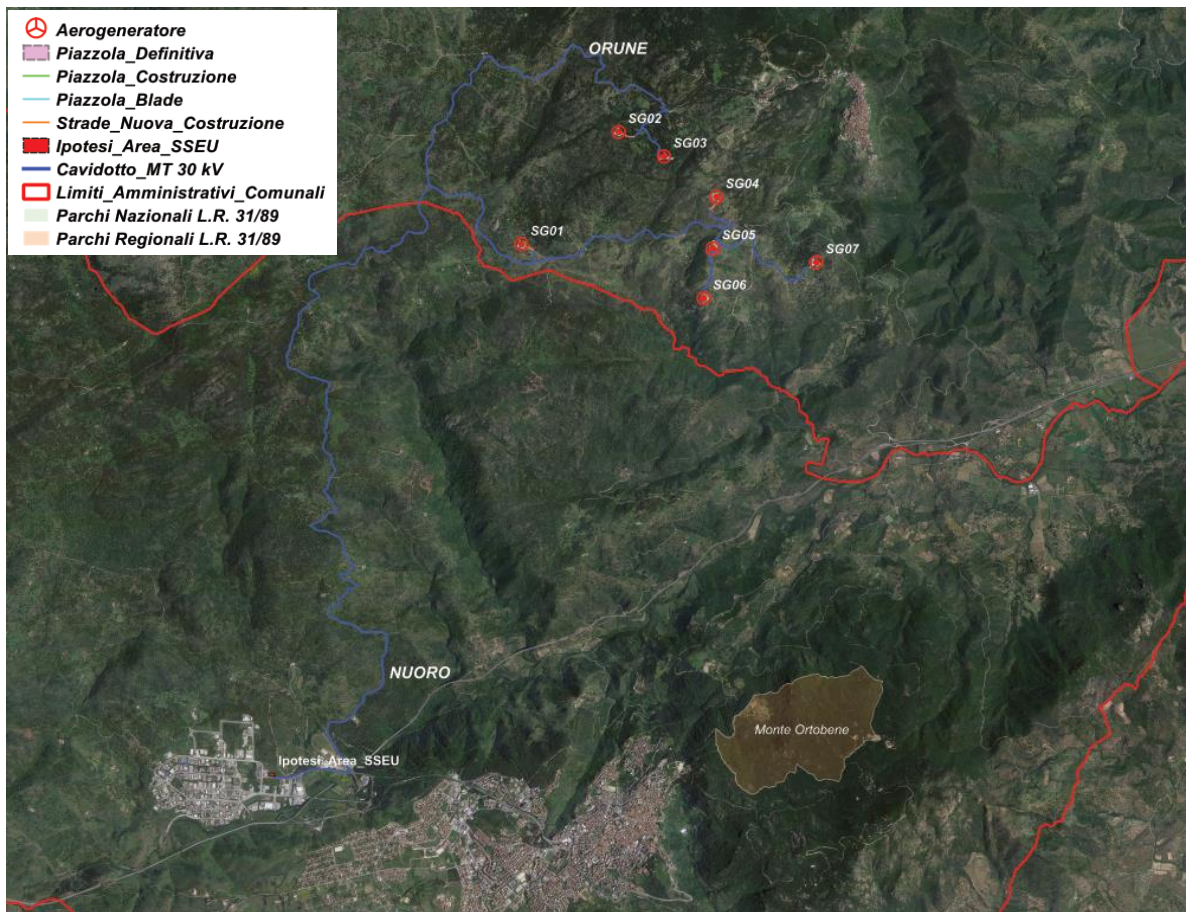 Aerogeneratore
Piazzola_Definitiva
Piazzola_Costruzione
Piazzola_Blade
Strade_Nuova_Costruzione
Ipotesi_Area_SSEU
Cavidotto_MT 30 kV
Limiti_Amministrativi_Comunali
Parchi Nazionali L.R. 31/89
Parchi Regionali L.R. 31/89
ORUNE
SG02
SG03
SG04
SG01
SG05
SG07
SG06
NUORO
Monte Ortobene
Ipotesi_Area_SSEU